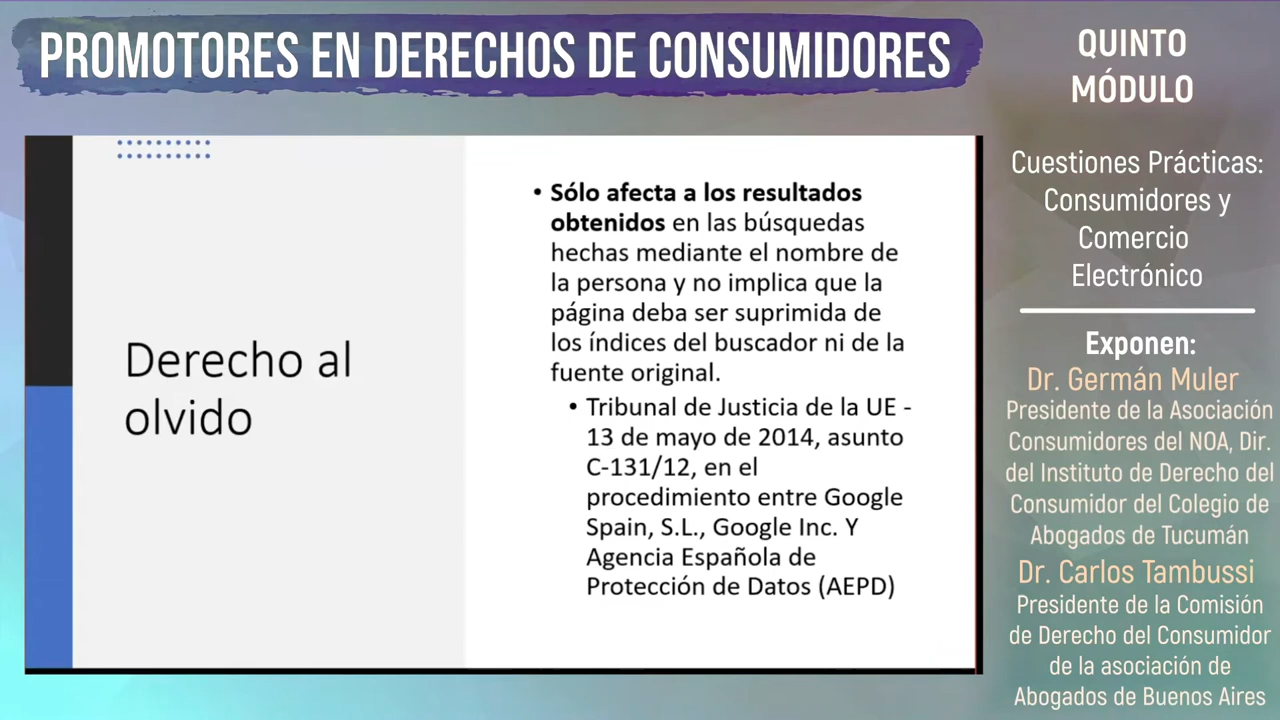 PROMOTORES EN DERECHOS DE CONSUMIDORES
Derecho al
olvido
• Sólo afecta a los resultados
obtenidos en las búsquedas
hechas mediante el nombre de
la persona y no implica que la
página deba ser suprimida de
los índices del buscador ni de la
fuente original.
• Tribunal de Justicia de la UE -
13 de mayo de 2014, asunto
C-131/12, en el
procedimiento entre Google
Spain, S.L., Google Inc. Y
Agencia Española de
Protección de Datos (AEPD)
QUINTO
MÓDULO
Cuestiones Prácticas:
Consumidores y
Comercio
Electrónico
Exponen:
Dr. Germán Muler
Presidente de la Asociación
Consumidores del NOA, Dir.
del Instituto de Derecho del
Consumidor del Colegio de
Abogados de Tucumán
Dr. Carlos Tambussi
Presidente de la Comisión
de Derecho del Consumidor
de la asociación de
Abogados de Buenos Aires